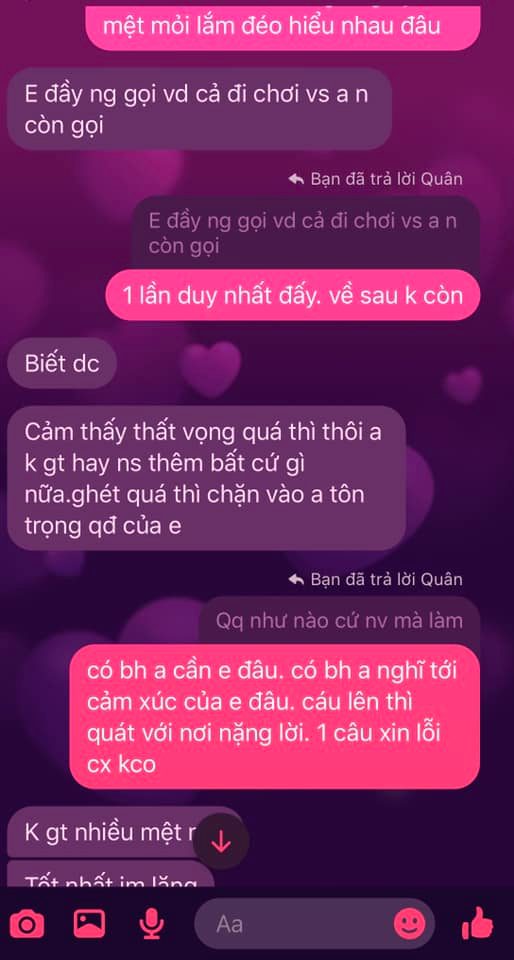 mệt mỏi lắm đéo hiểu nhau đâu
E đầy ng gọi vd cả đi chơi vs a n
còn gọi
Bạn đã trả lời Quân
E đầy ng gọi vd cả đi chơi vs a n
còn gọi
1 lần duy nhất đấy. về sau k còn
Biết dc
Cảm thấy thất vọng quá thì thôi a
k gt hay ns thêm bất cứ gì
nữa.ghét quá thì chặn vào a tôn
trọng qđ của e
Bạn đã trả lời Quân
Qq như nào cứ nv mà làm
có bh a cần e đâu. có bh a nghĩ tới
cảm xúc của e đâu. cáu lên thì
quát với nơi nặng lời. 1 câu xin lỗi
cx kco
K gt nhiều mệt
Tốt nhất im lặng
Aa